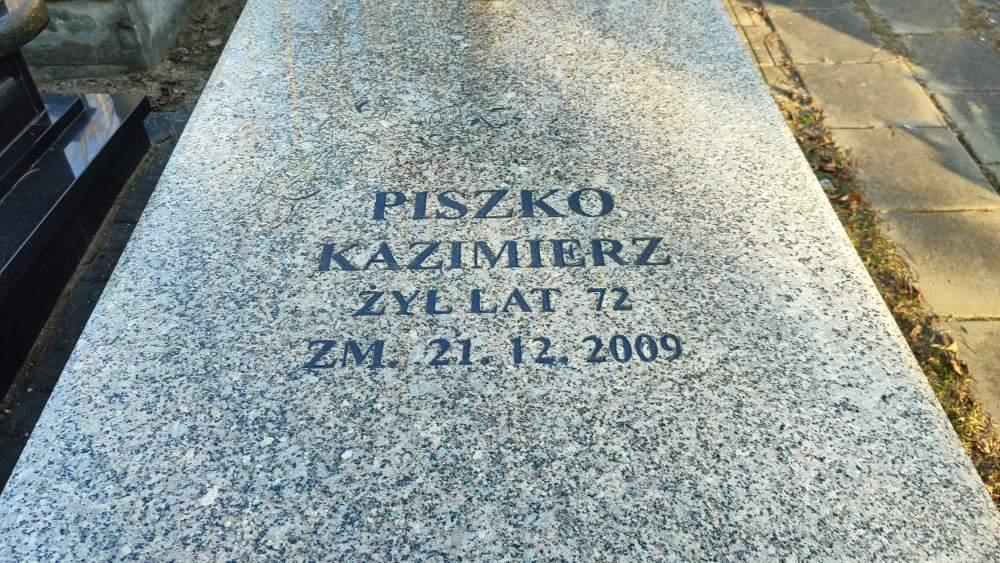 PISZKO
KAZIMIERZ
ŻYŁ LAT 72
ZM. 21. 12. 2009